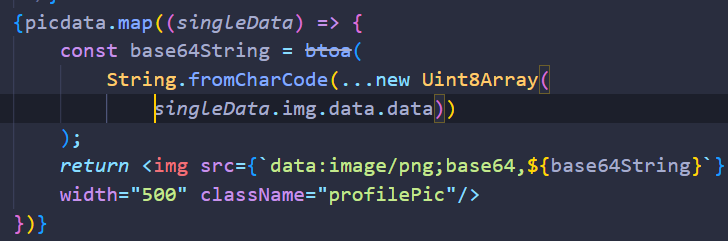 {picdata.map((singleData) => {
const base64String = btoa(
String.fromCharCode(...new Uint8Array(
singleData.img.data.data))
);
return <img src={`data:image/png;base64,${base64String}`}
width="500" className="profilePic"/>
})}